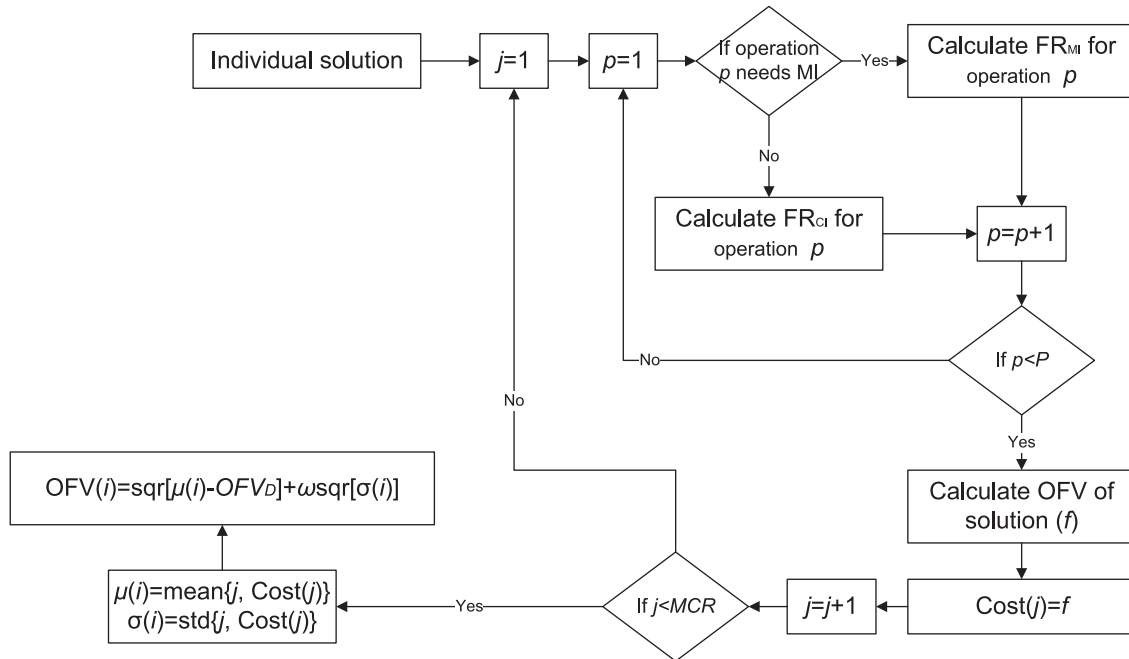 Individual solution
j=1
p=1
If operation
p needs MI
Yes
Calculate FRMI for
operation p
No
Calculate FRCI for
operation p
p=p+1
If p<P
No
Yes
Calculate OFV of
solution (f)
Cost(j)=f
j=j+1
If j<MCR
No
Yes
μ(i)=mean{j, Cost(j)}
σ(i)=std{j, Cost(j)}
OFV(i)=sqr[μ(i)-OFVD]+ωsqr[σ(i)]